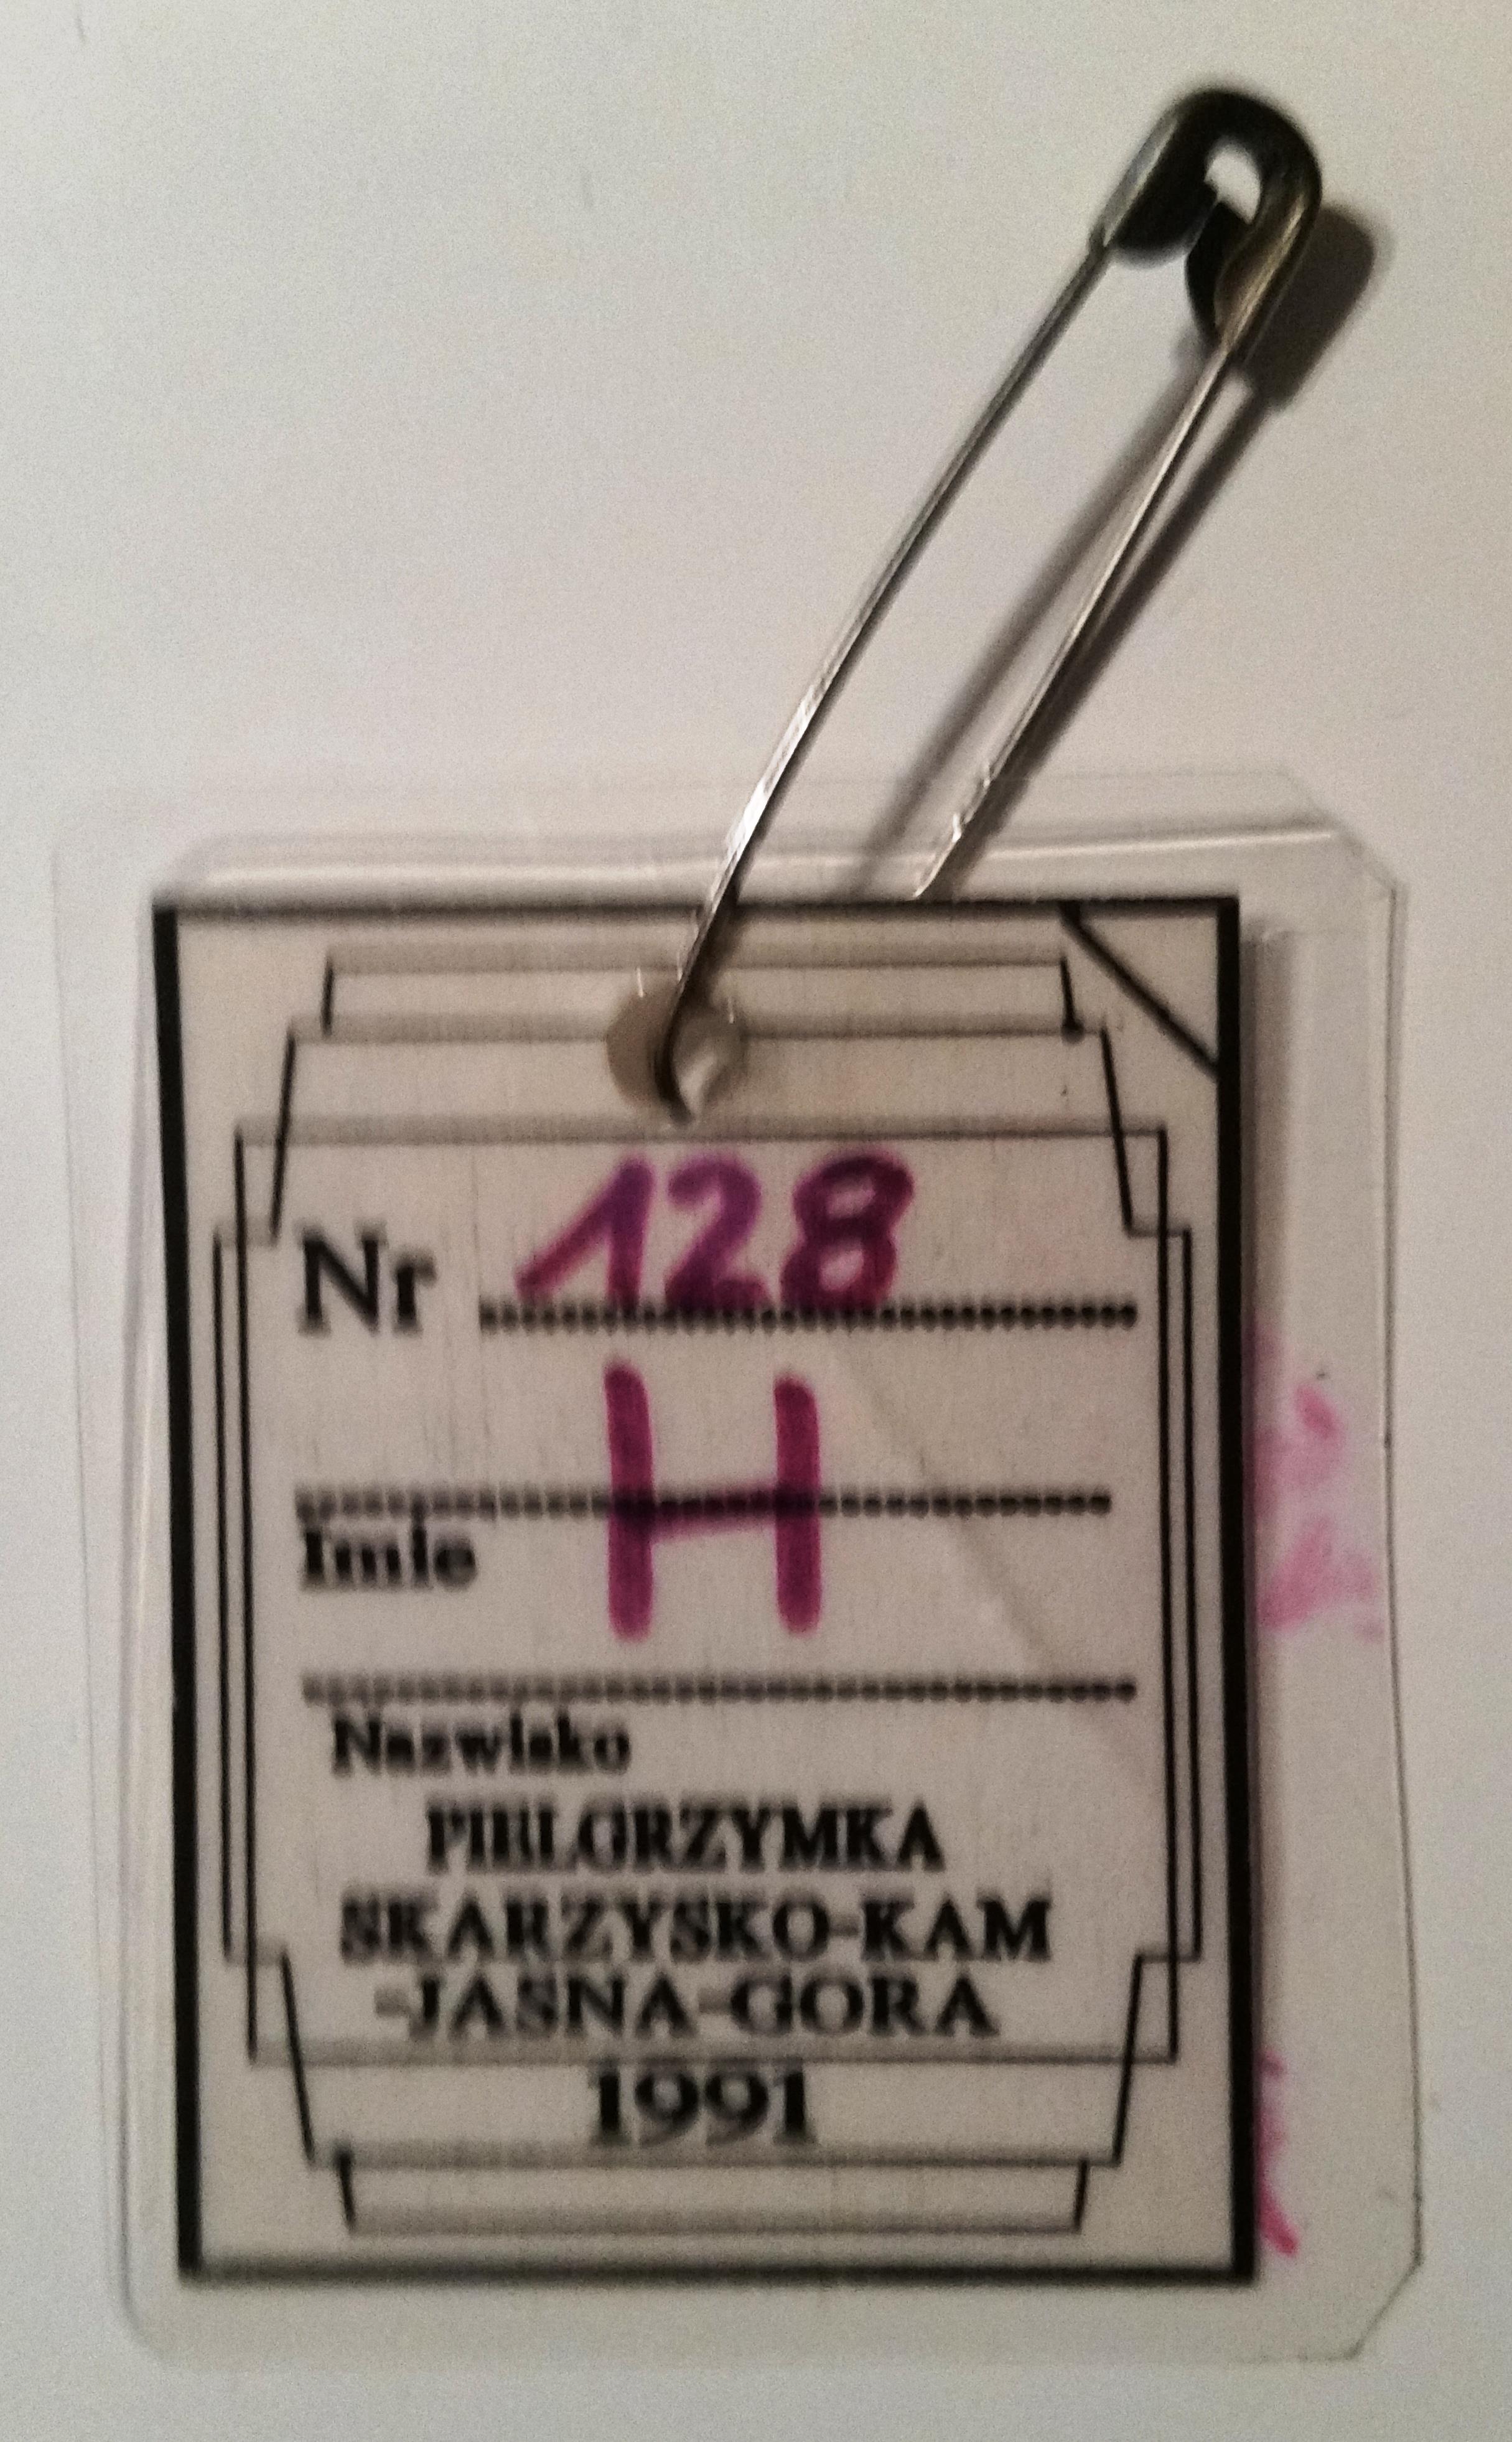 Nr 128
H
Imie
Nazwisko
PIELGRZYMKA
SKARZYSKO-KAM
-JASNA-GORA
1991